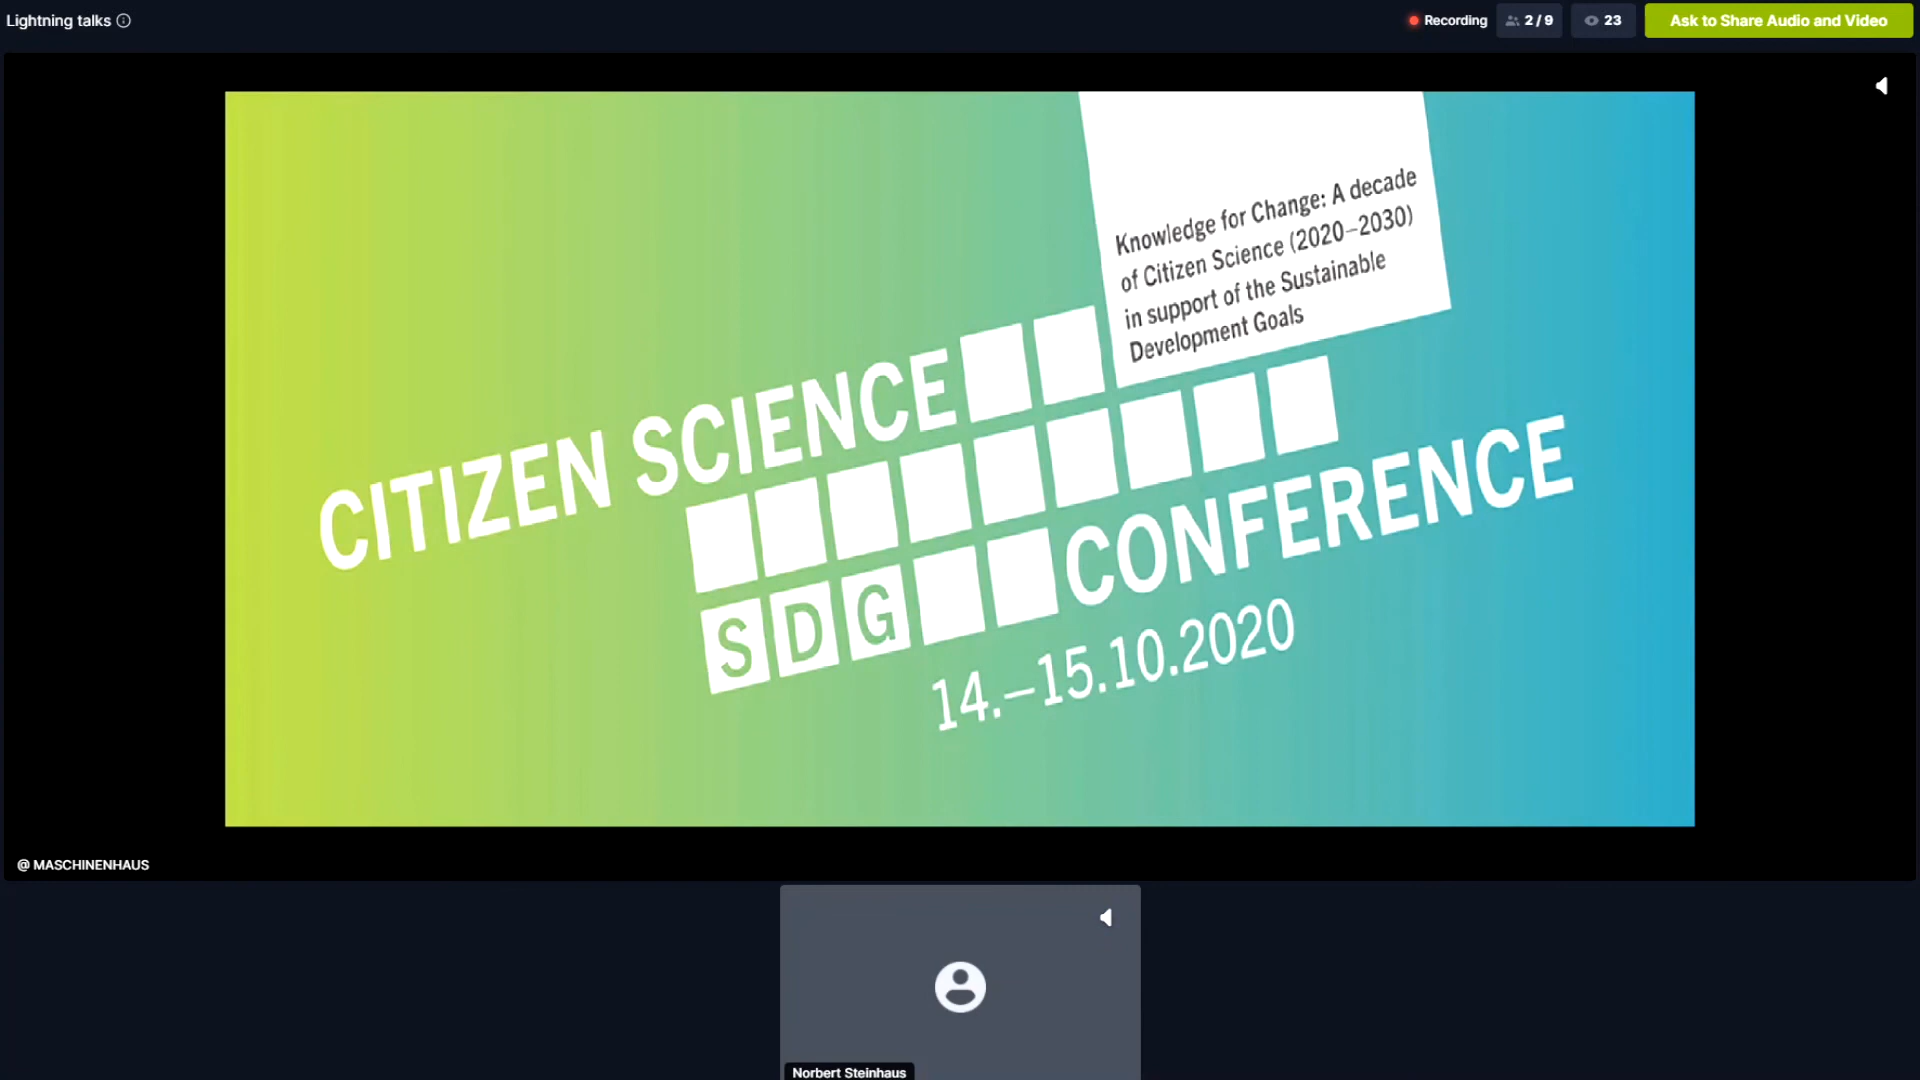 Lightning talks
Recording
2 / 9
23
Ask to Share Audio and Video
Knowledge for Change: A decade
of Citizen Science (2020–2030)
in support of the Sustainable
Development Goals
CITIZEN SCIENCE
SDG CONFERENCE
14.–15.10.2020
@ MASCHINENHAUS
Norbert Steinhaus